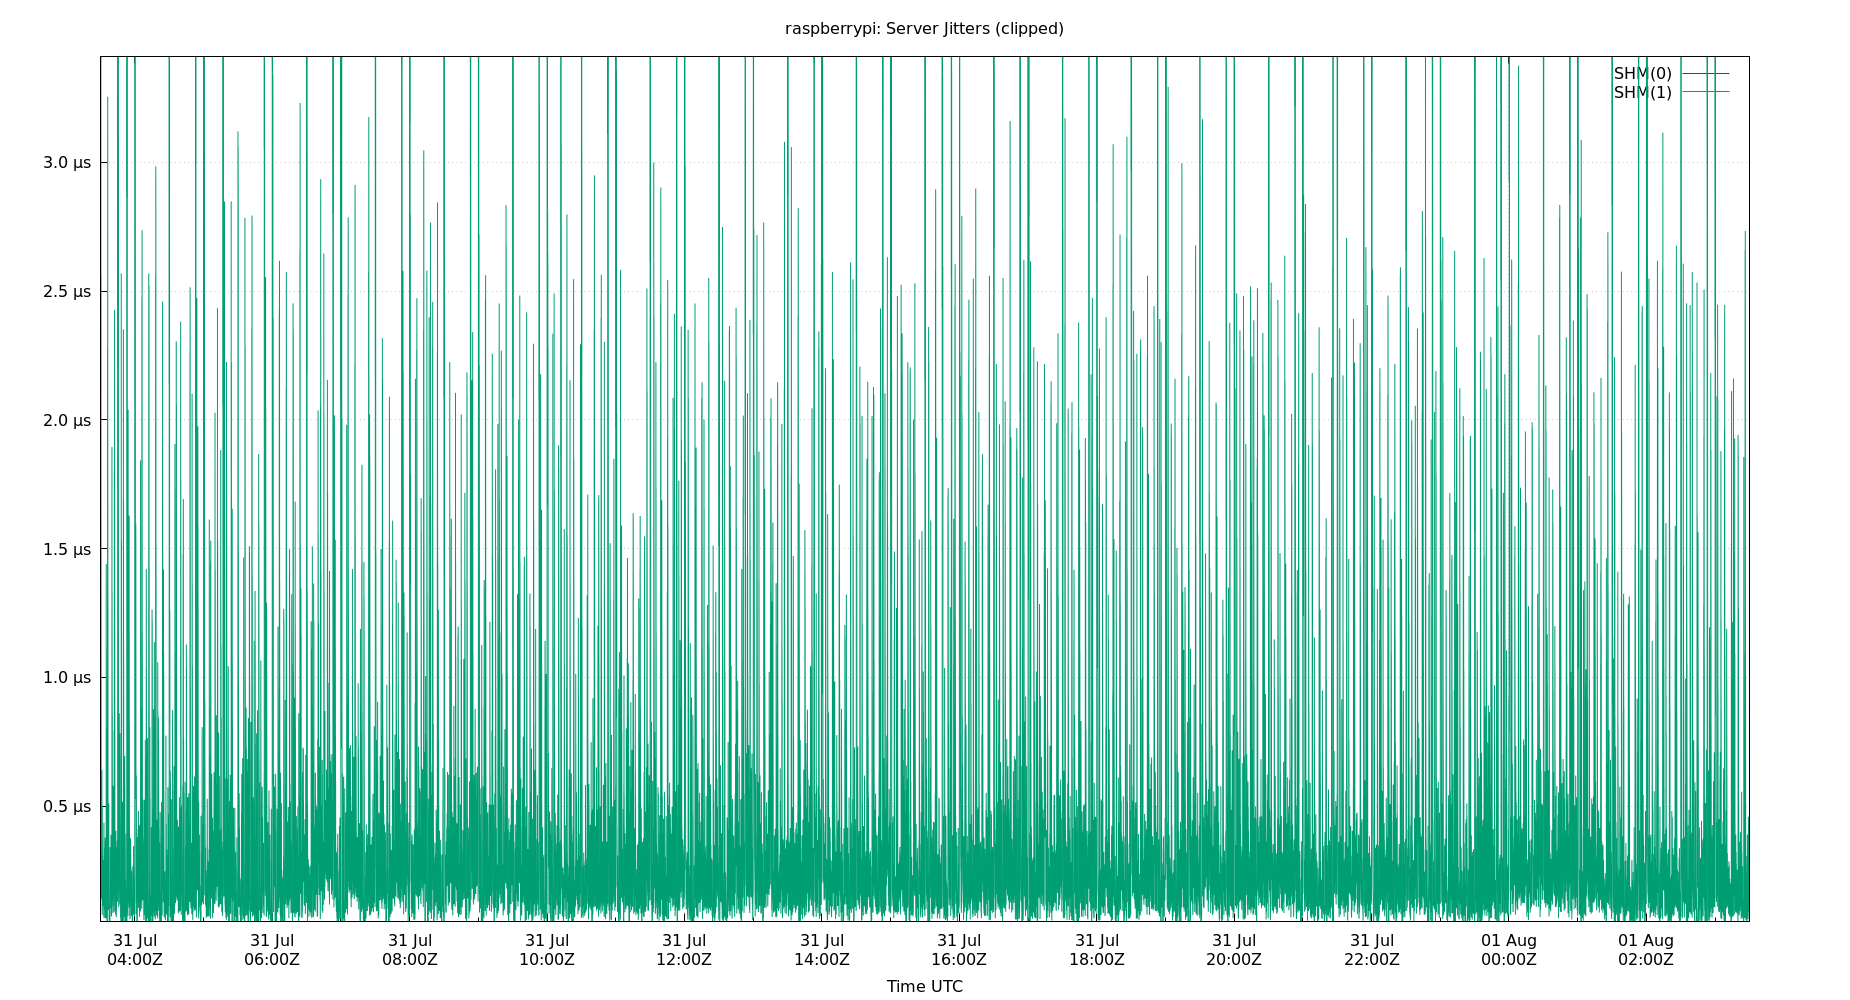 raspberrypi: Server Jitters (clipped)
SHM(0)
SHM(1)
3.0 µs
2.5 µs
2.0 µs
1.5 µs
1.0 µs
0.5 µs
31 Jul 31 Jul 31 Jul 31 Jul 31 Jul 31 Jul 31 Jul 31 Jul 31 Jul 31 Jul 01 Aug 01 Aug
04:00Z 06:00Z 08:00Z 10:00Z 12:00Z 14:00Z 16:00Z 18:00Z 20:00Z 22:00Z 00:00Z 02:00Z
Time UTC